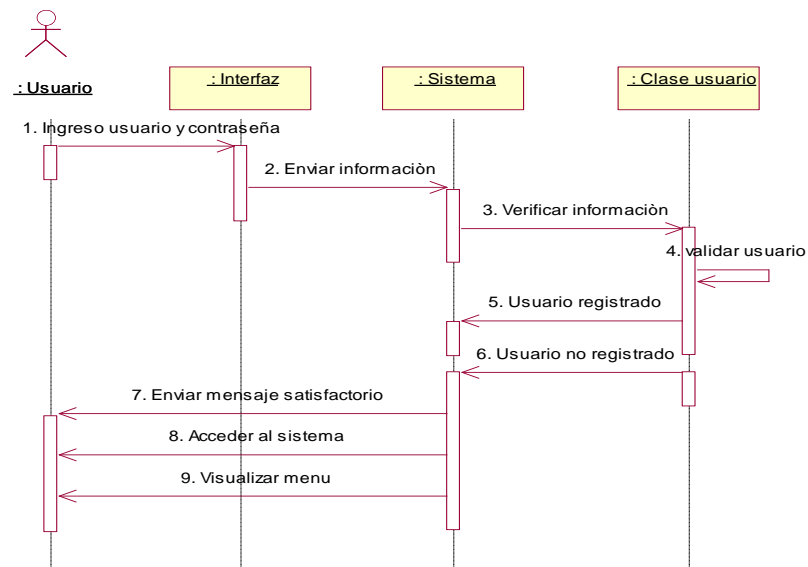 : Usuario
: Interfaz
: Sistema
: Clase usuario
1. Ingreso usuario y contraseña
2. Enviar informaciòn
3. Verificar informaciòn
4. validar usuario
5. Usuario registrado
6. Usuario no registrado
7. Enviar mensaje satisfactorio
8. Acceder al sistema
9. Visualizar menu